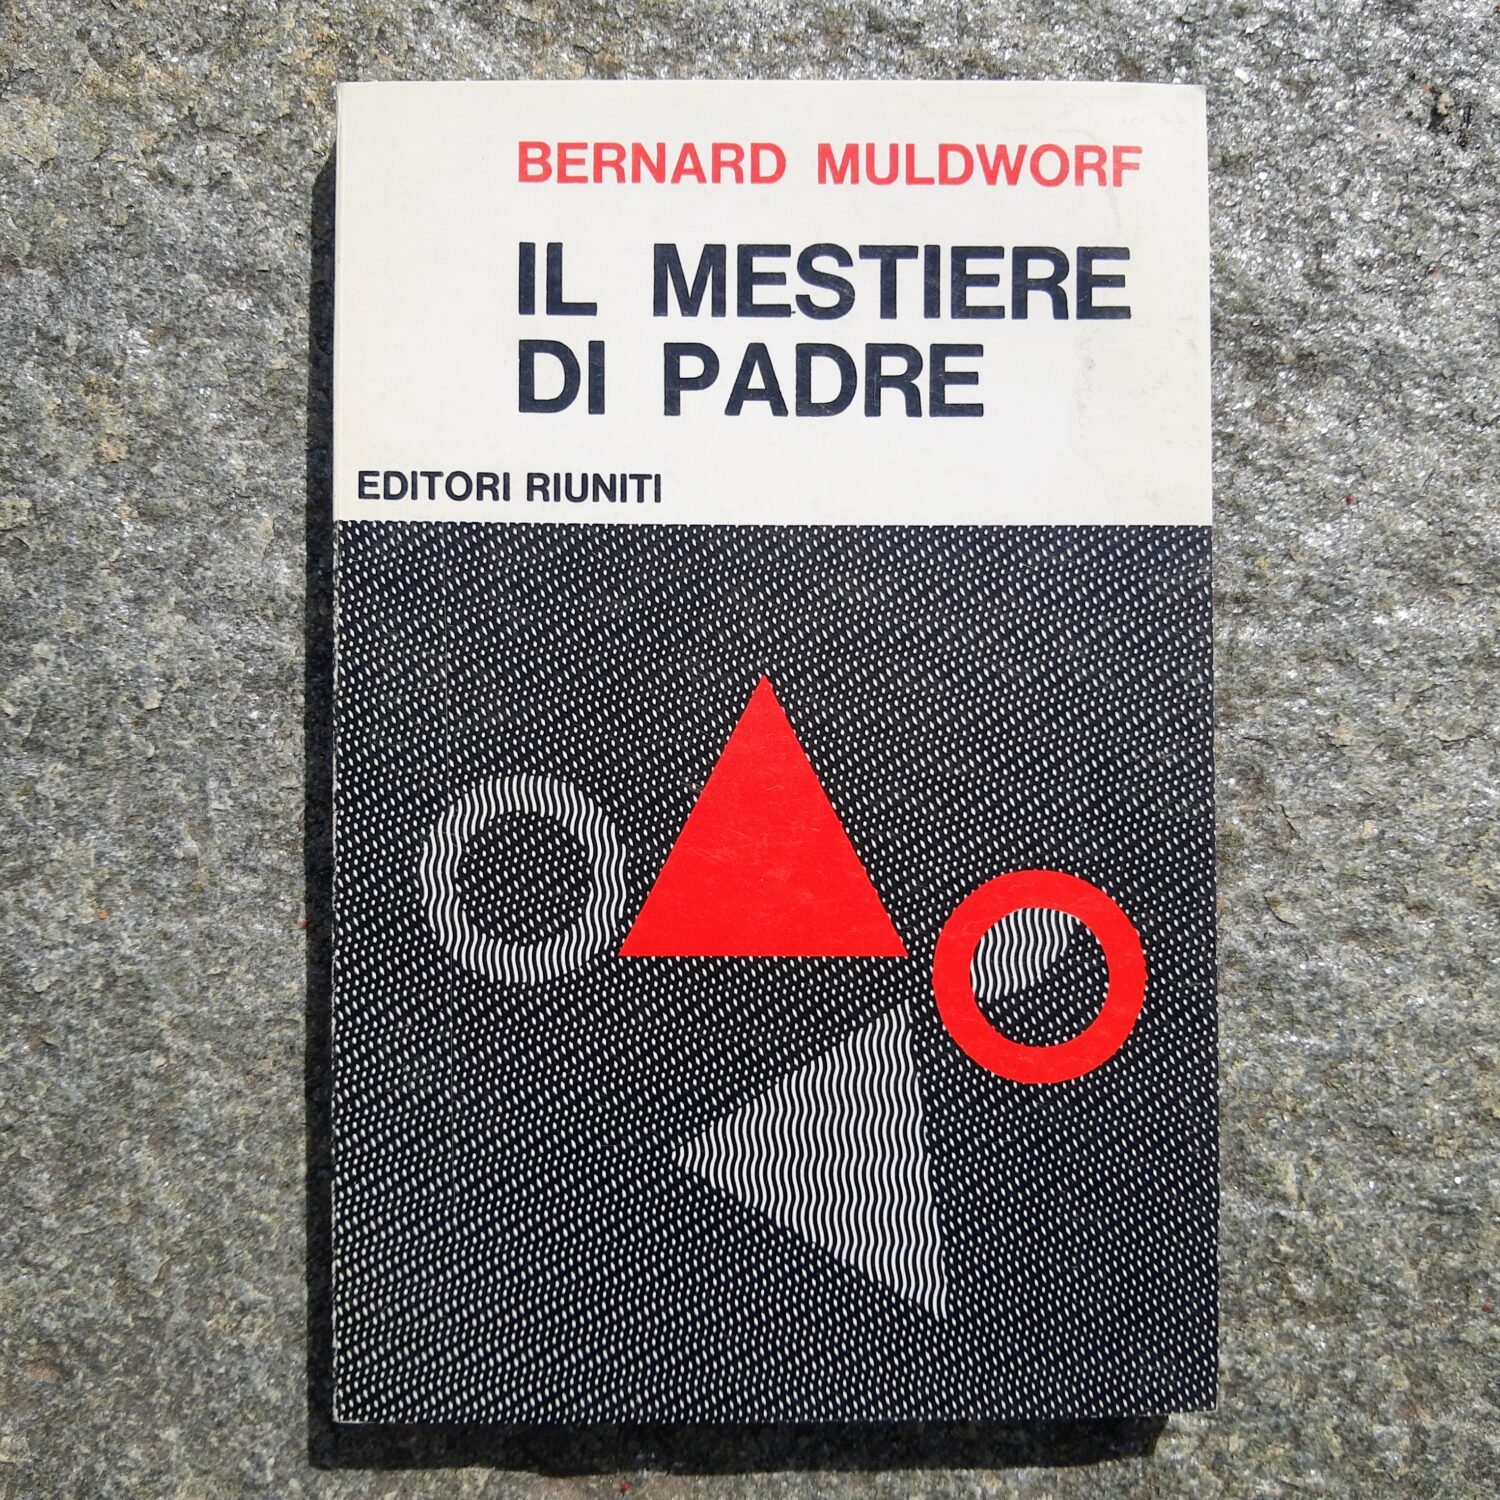 BERNARD MULDWORF
IL MESTIERE
DI PADRE
EDITORI RIUNITI